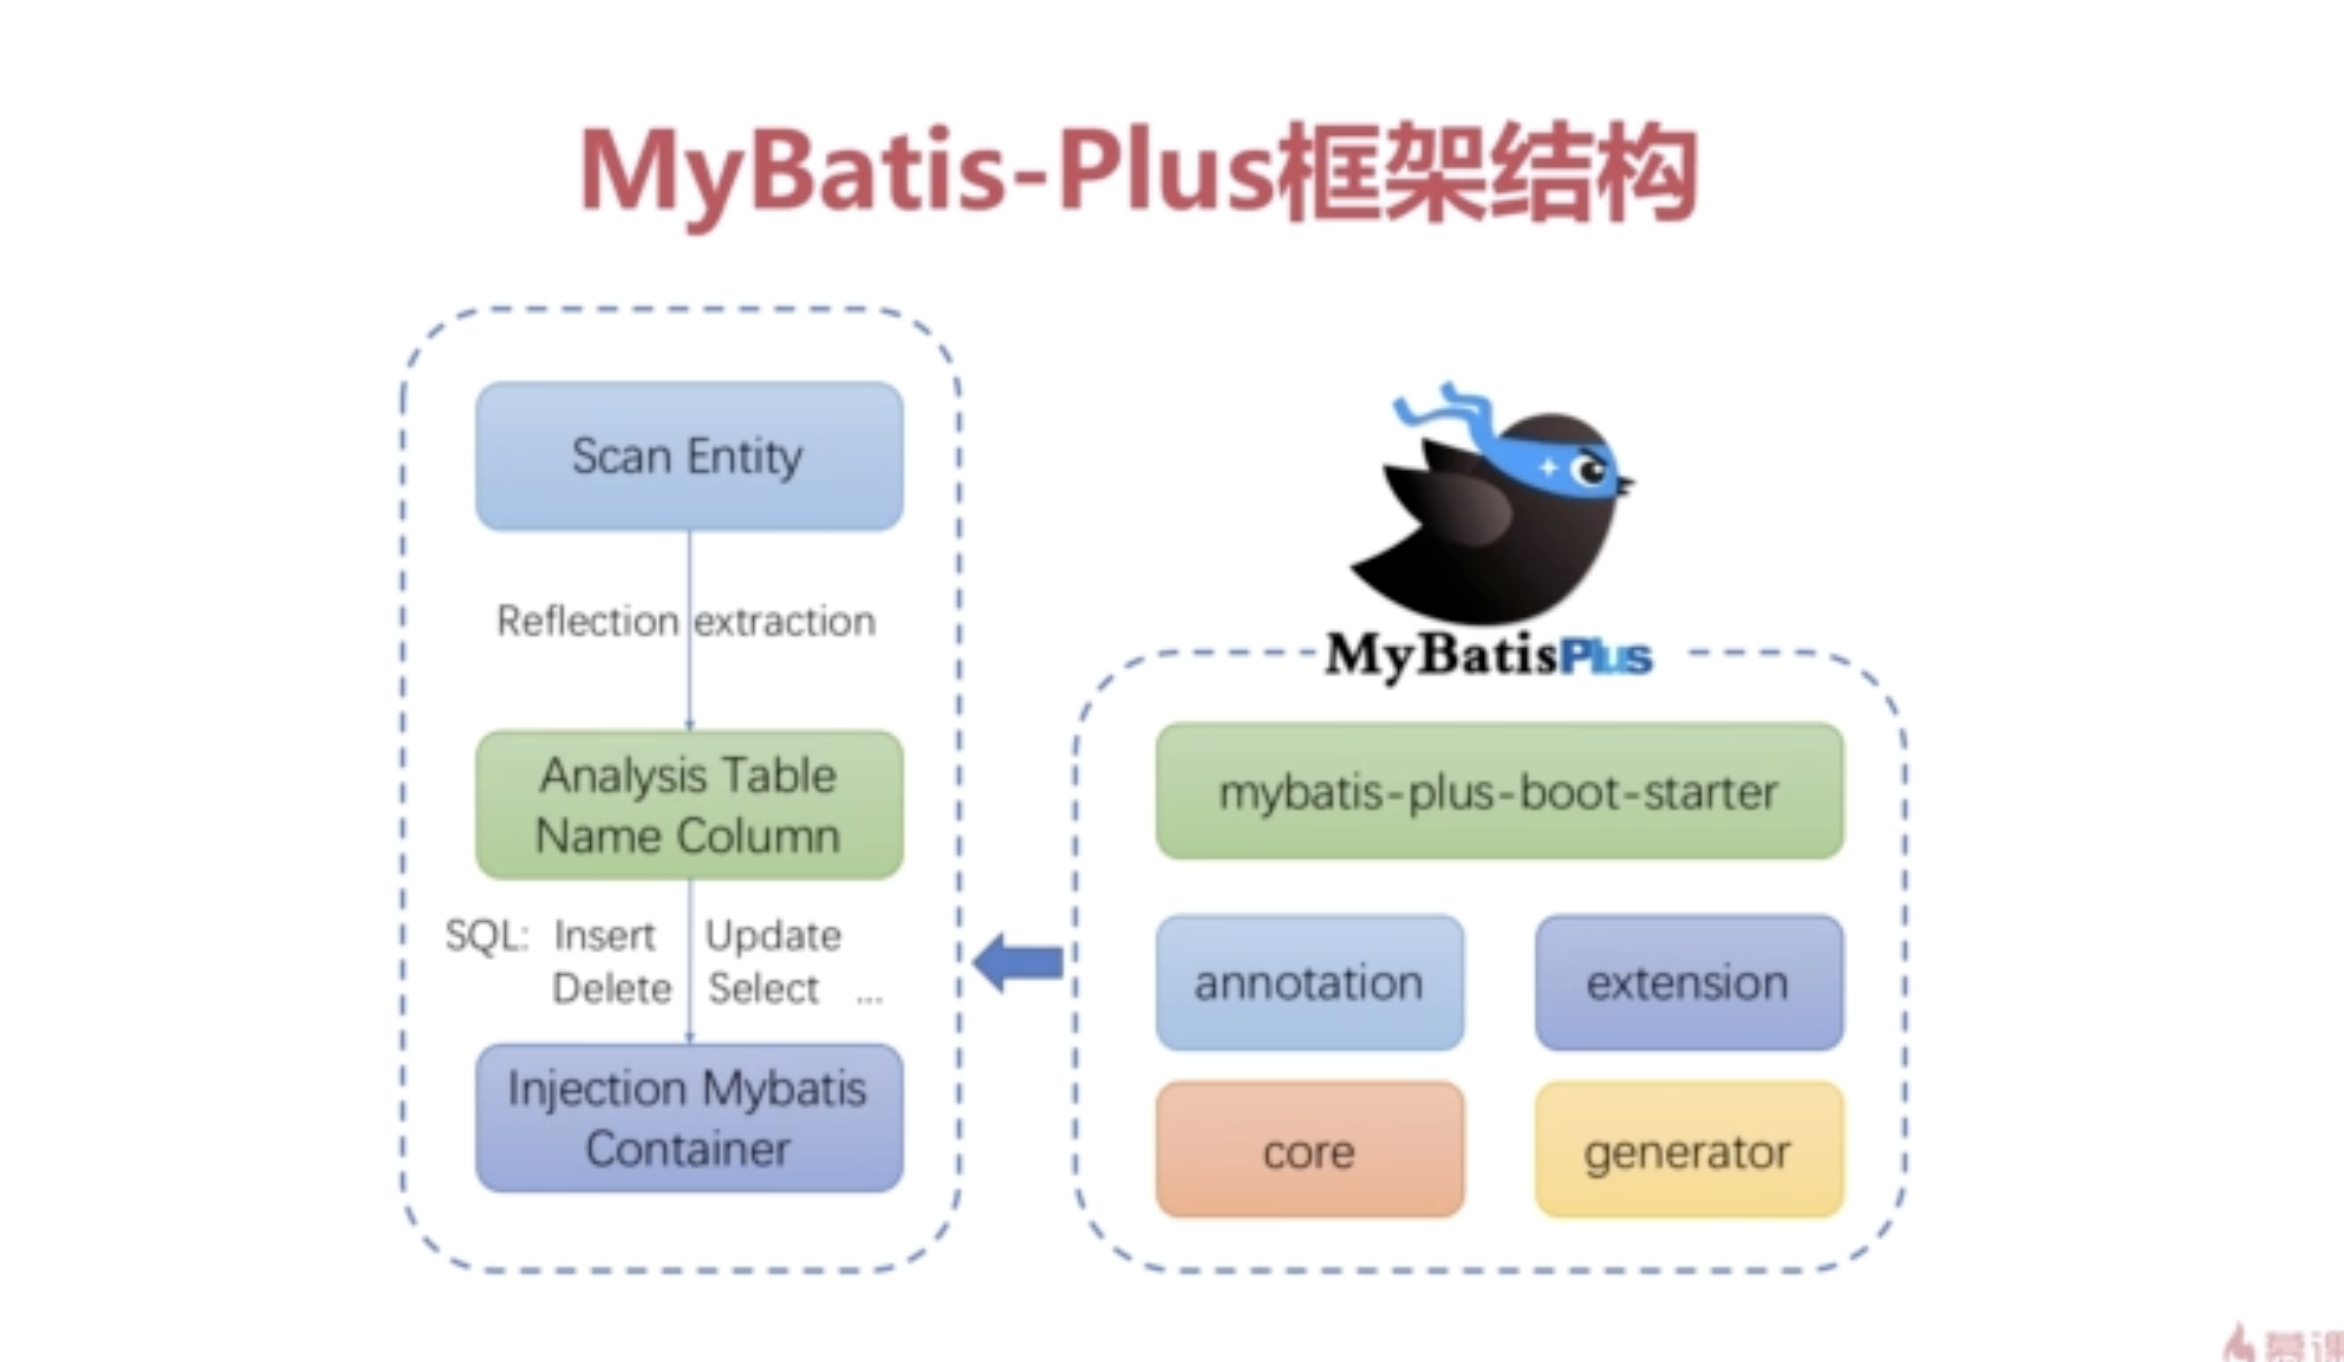 MyBatis-Plus框架结构
Scan Entity
Reflection extraction
Analysis Table
Name Column
SQL: Insert Update
Delete Select ...
Injection Mybatis
Container
MyBatisPlus
mybatis-plus-boot-starter
annotation
extension
core
generator